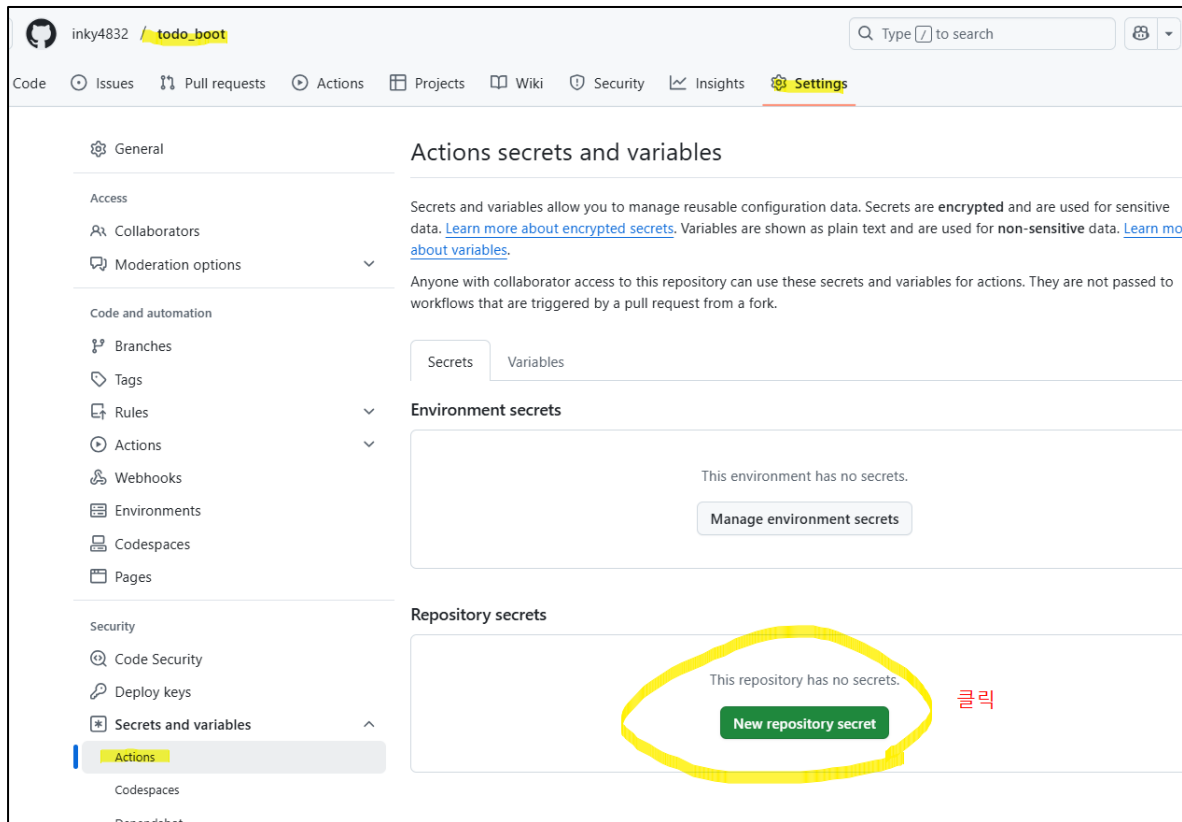 inky4832 / todo_boot
Type / to search
Code Issues Pull requests Actions Projects Wiki Security Insights Settings
General
Access
Collaborators
Moderation options
Code and automation
Branches
Tags
Rules
Actions
Webhooks
Environments
Codespaces
Pages
Security
Code Security
Deploy keys
Secrets and variables
Actions
Codespaces
Dependabot
Actions secrets and variables
Secrets and variables allow you to manage reusable configuration data. Secrets are encrypted and are used for sensitive
data. Learn more about encrypted secrets. Variables are shown as plain text and are used for non-sensitive data. Learn mo
about variables.
Anyone with collaborator access to this repository can use these secrets and variables for actions. They are not passed to
workflows that are triggered by a pull request from a fork.
Secrets Variables
Environment secrets
This environment has no secrets.
Manage environment secrets
Repository secrets
This repository has no secrets.
New repository secret
클릭